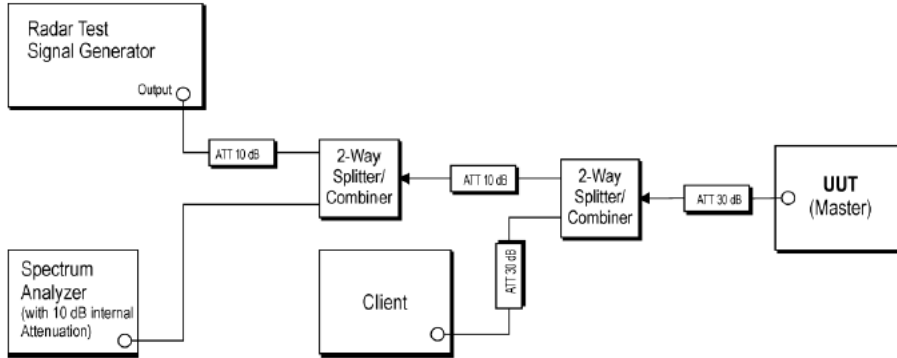 Radar Test
Signal Generator
Output
ATT 10 dB
2-Way
Splitter/
Combiner
ATT 10 dB
2-Way
Splitter/
Combiner
ATT 30 dB
UUT
(Master)
Spectrum
Analyzer
(with 10 dB internal
Attenuation)
Client
ATT 30 dB